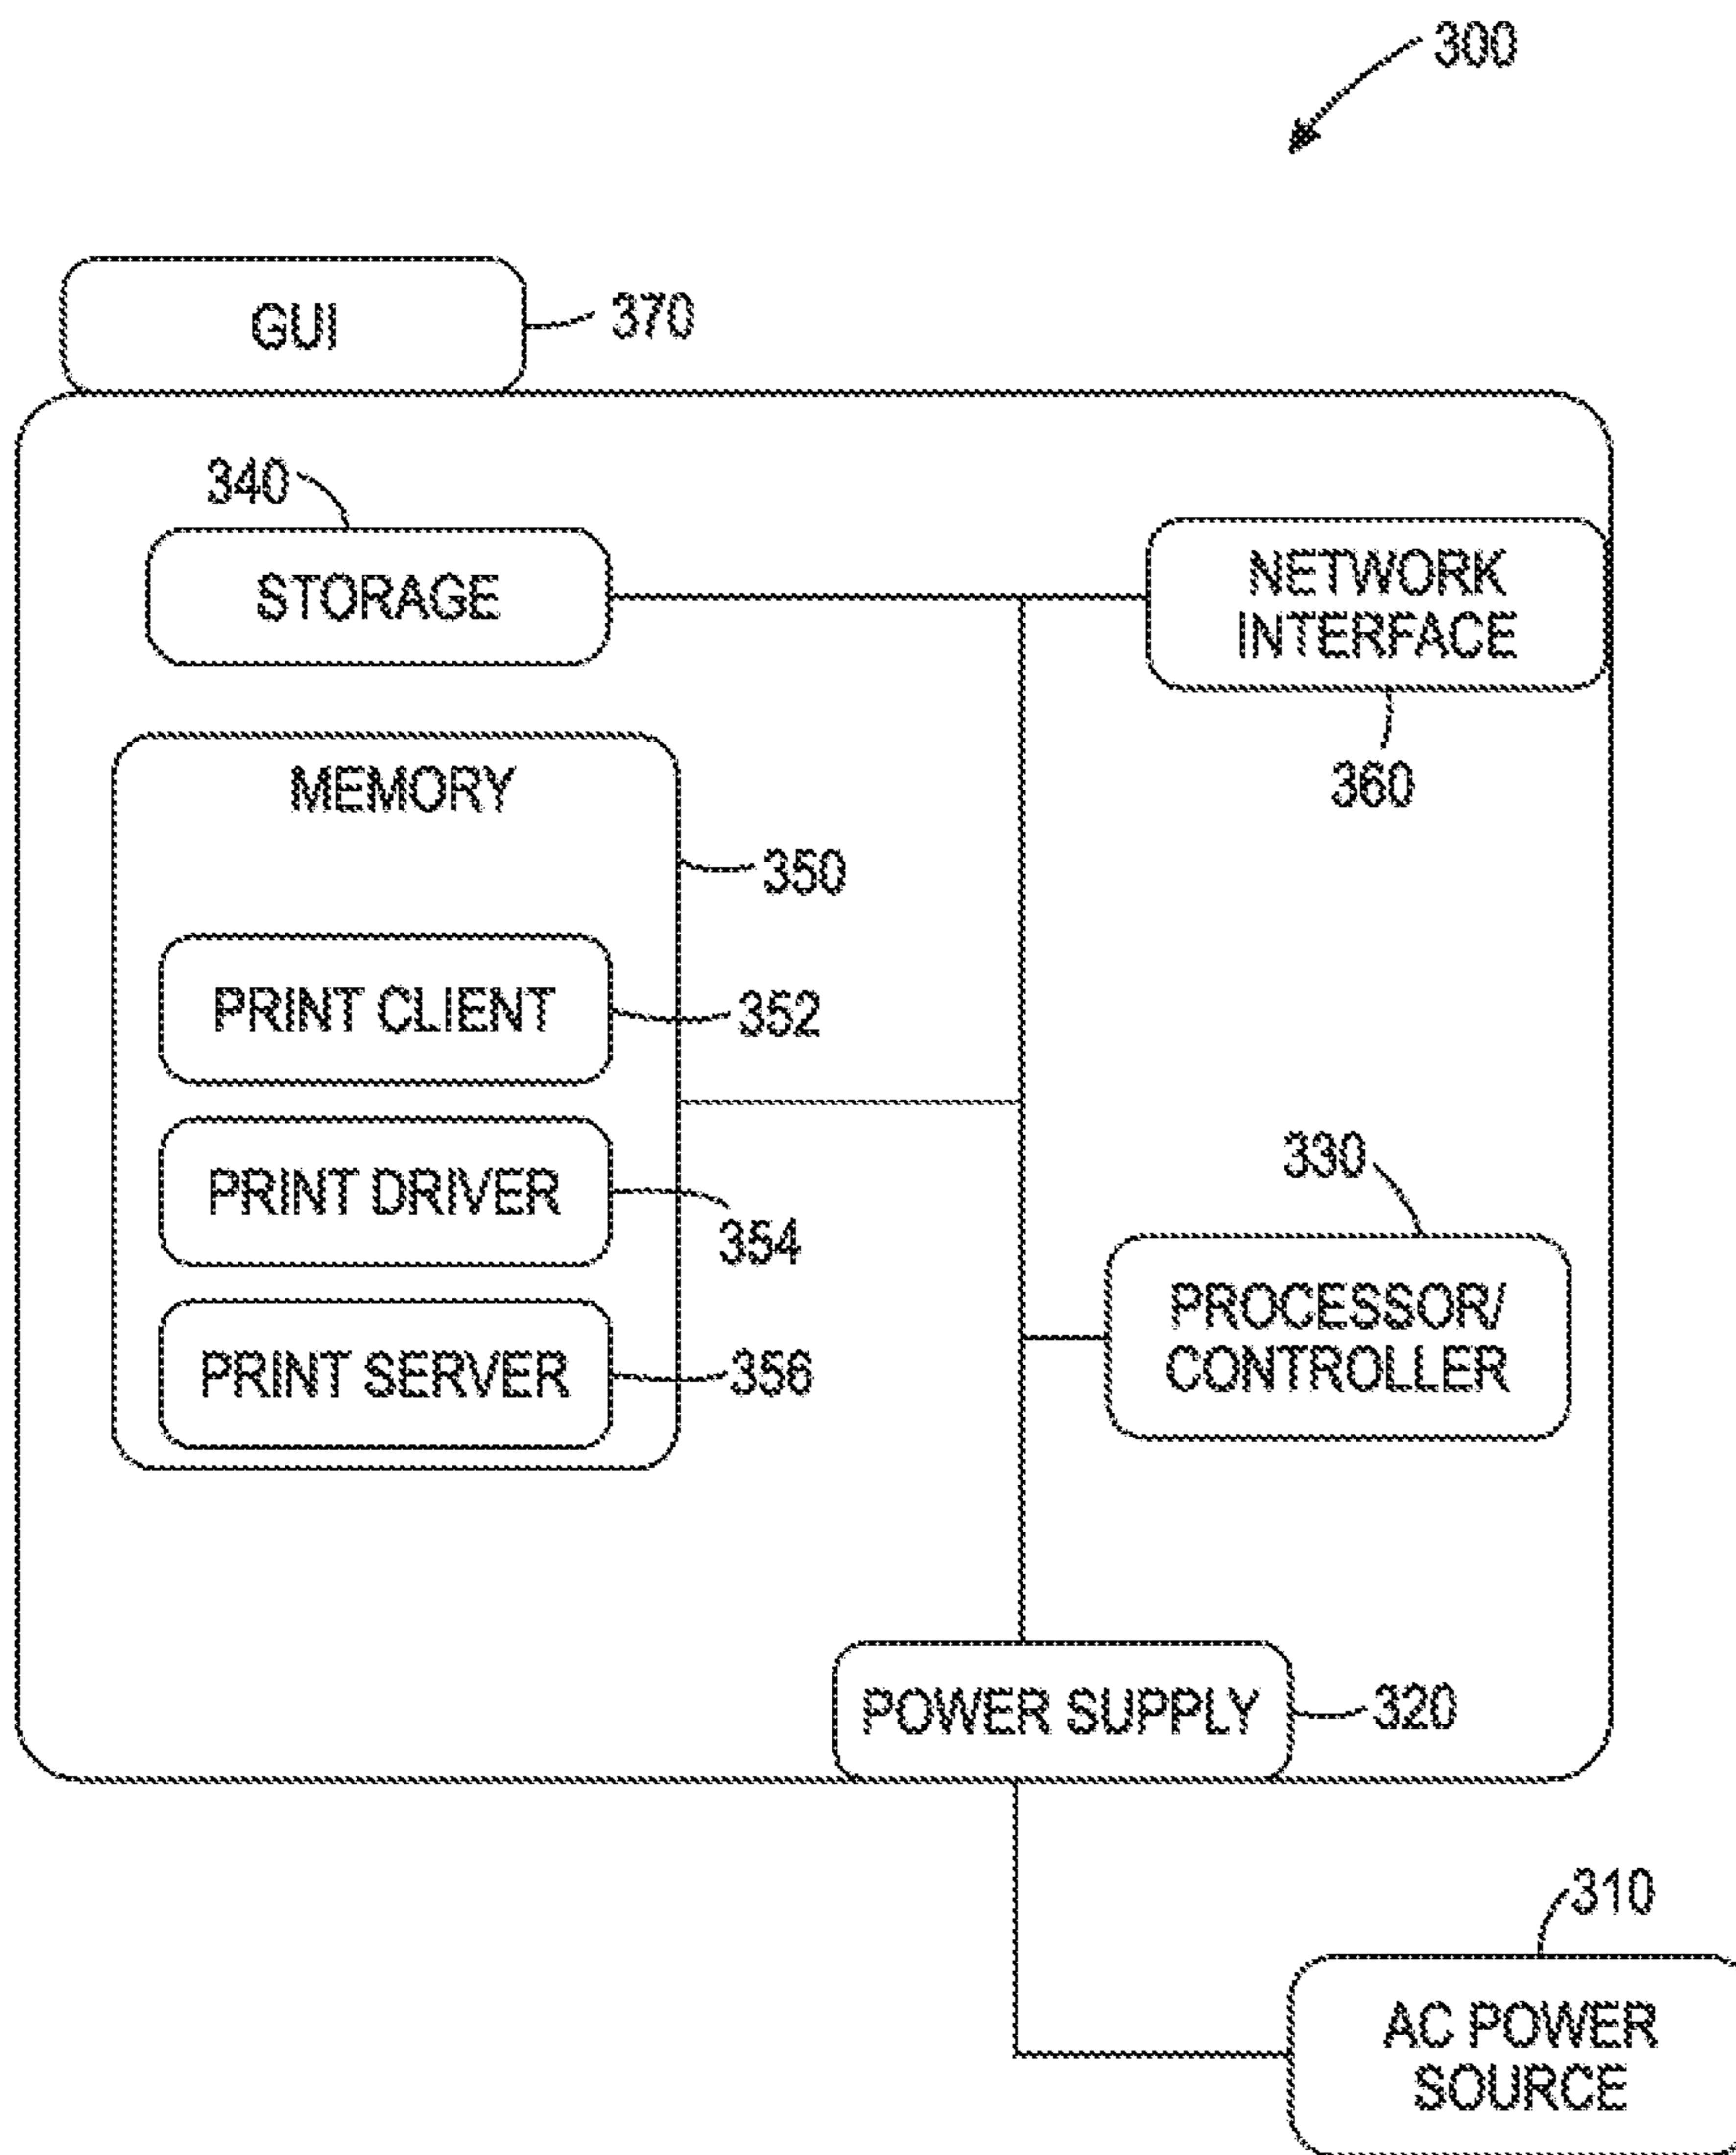 300
GUI
370
340
STORAGE
NETWORK
INTERFACE
360
MEMORY
350
PRINT CLIENT
352
PRINT DRIVER
354
PRINT SERVER
356
330
PROCESSOR/
CONTROLLER
POWER SUPPLY
320
310
AC POWER
SOURCE